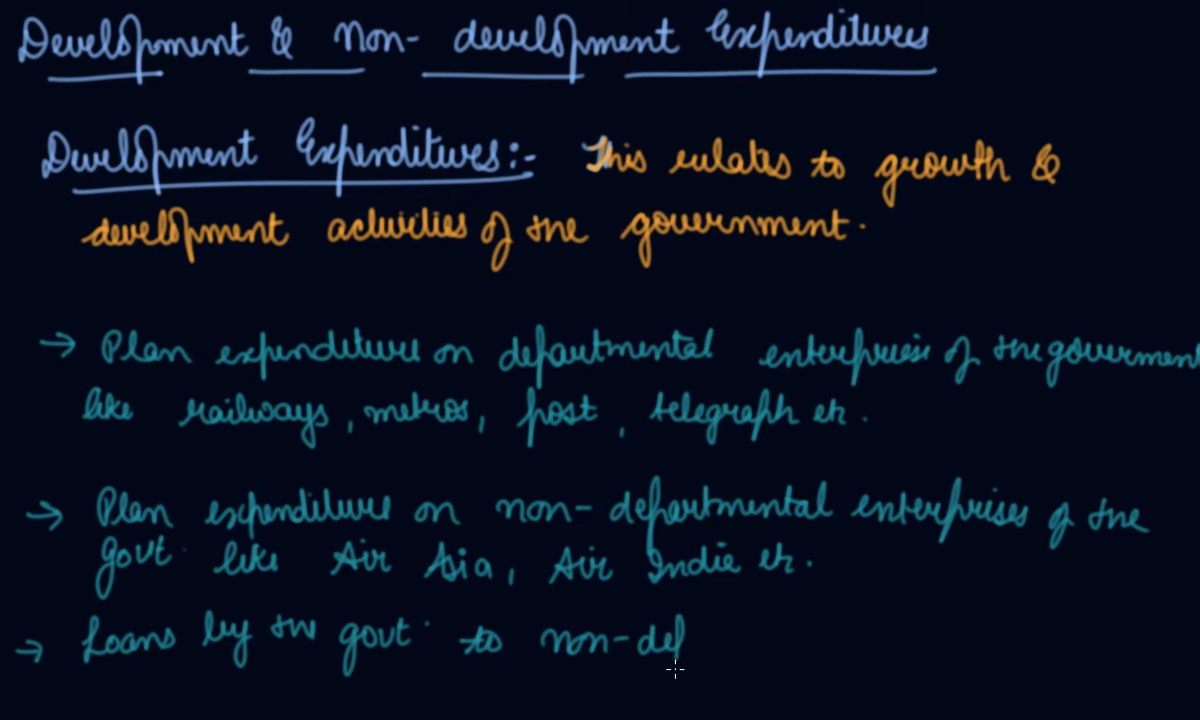 Development & Non- development Expenditures
Development Expenditures:- This relates to growth &
development activities of the government.
→ Plan expenditure on departmental enterprises of the government
like railways, metros, post, telegraph etc.
→ Plan expenditure on non-departmental enterprises of the
govt. like Air Asia, Air India etc.
→ Loans by the govt. to non-dep